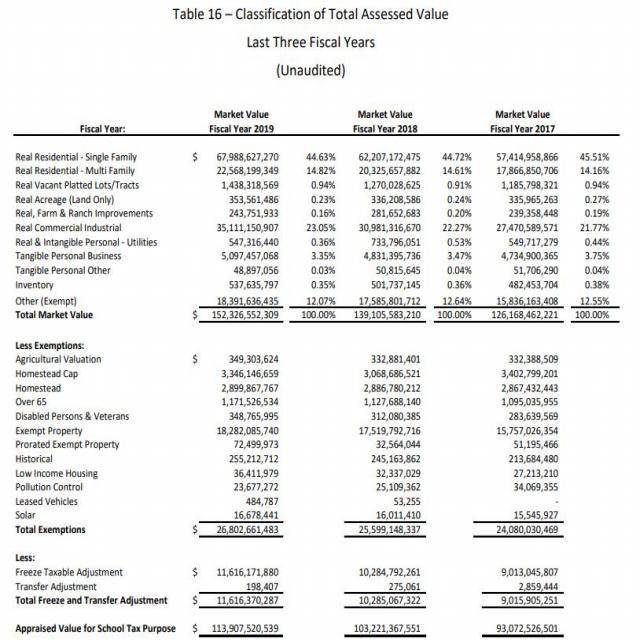 Table 16 – Classification of Total Assessed Value
Last Three Fiscal Years
(Unaudited)
Market Value Market Value Market Value
Fiscal Year: Fiscal Year 2019 Fiscal Year 2018 Fiscal Year 2017
Real Residential - Single Family $ 67,988,627,270 44.63% 62,207,172,475 44.72% 57,414,958,866 45.51%
Real Residential - Multi Family 22,568,199,349 14.82% 20,325,657,882 14.61% 17,866,850,706 14.16%
Real Vacant Platted Lots/Tracts 1,438,318,569 0.94% 1,270,028,625 0.91% 1,185,798,321 0.94%
Real Acreage (Land Only) 353,561,486 0.23% 336,208,586 0.24% 335,965,263 0.27%
Real, Farm & Ranch Improvements 243,751,933 0.16% 281,652,683 0.20% 239,358,448 0.19%
Real Commercial Industrial 35,111,150,907 23.05% 30,981,316,670 22.27% 27,470,589,571 21.77%
Real & Intangible Personal - Utilities 547,316,440 0.36% 733,796,051 0.53% 549,717,279 0.44%
Tangible Personal Business 5,097,457,068 3.35% 4,831,395,736 3.47% 4,734,900,365 3.75%
Tangible Personal Other 48,897,056 0.03% 50,815,645 0.04% 51,706,290 0.04%
Inventory 537,635,797 0.35% 501,737,145 0.36% 482,453,704 0.38%
Other (Exempt) 18,391,636,435 12.07% 17,585,801,712 12.64% 15,836,163,408 12.55%
Total Market Value $ 152,326,552,309 100.00% 139,105,583,210 100.00% 126,168,462,221 100.00%
Less Exemptions:
Agricultural Valuation $ 349,303,624 332,881,401 332,388,509
Homestead Cap 3,346,146,659 3,068,686,521 3,402,799,201
Homestead 2,899,867,767 2,886,780,212 2,867,432,443
Over 65 1,171,526,534 1,127,688,140 1,095,035,955
Disabled Persons & Veterans 348,765,995 312,080,385 283,639,569
Exempt Property 18,282,085,740 17,519,792,716 15,757,026,354
Prorated Exempt Property 72,499,973 32,564,044 51,195,466
Historical 255,212,712 245,163,862 213,684,480
Low Income Housing 36,411,979 32,337,029 27,213,210
Pollution Control 23,677,272 25,109,362 34,069,355
Leased Vehicles 484,787 53,255 -
Solar 16,678,441 16,011,410 15,545,927
Total Exemptions $ 26,802,661,483 25,599,148,337 24,080,030,469
Less:
Freeze Taxable Adjustment $ 11,616,171,880 10,284,792,261 9,013,045,807
Transfer Adjustment 198,407 275,061 2,859,444
Total Freeze and Transfer Adjustment $ 11,616,370,287 10,285,067,322 9,015,905,251
Appraised Value for School Tax Purpose $ 113,907,520,539 103,221,367,551 93,072,526,501